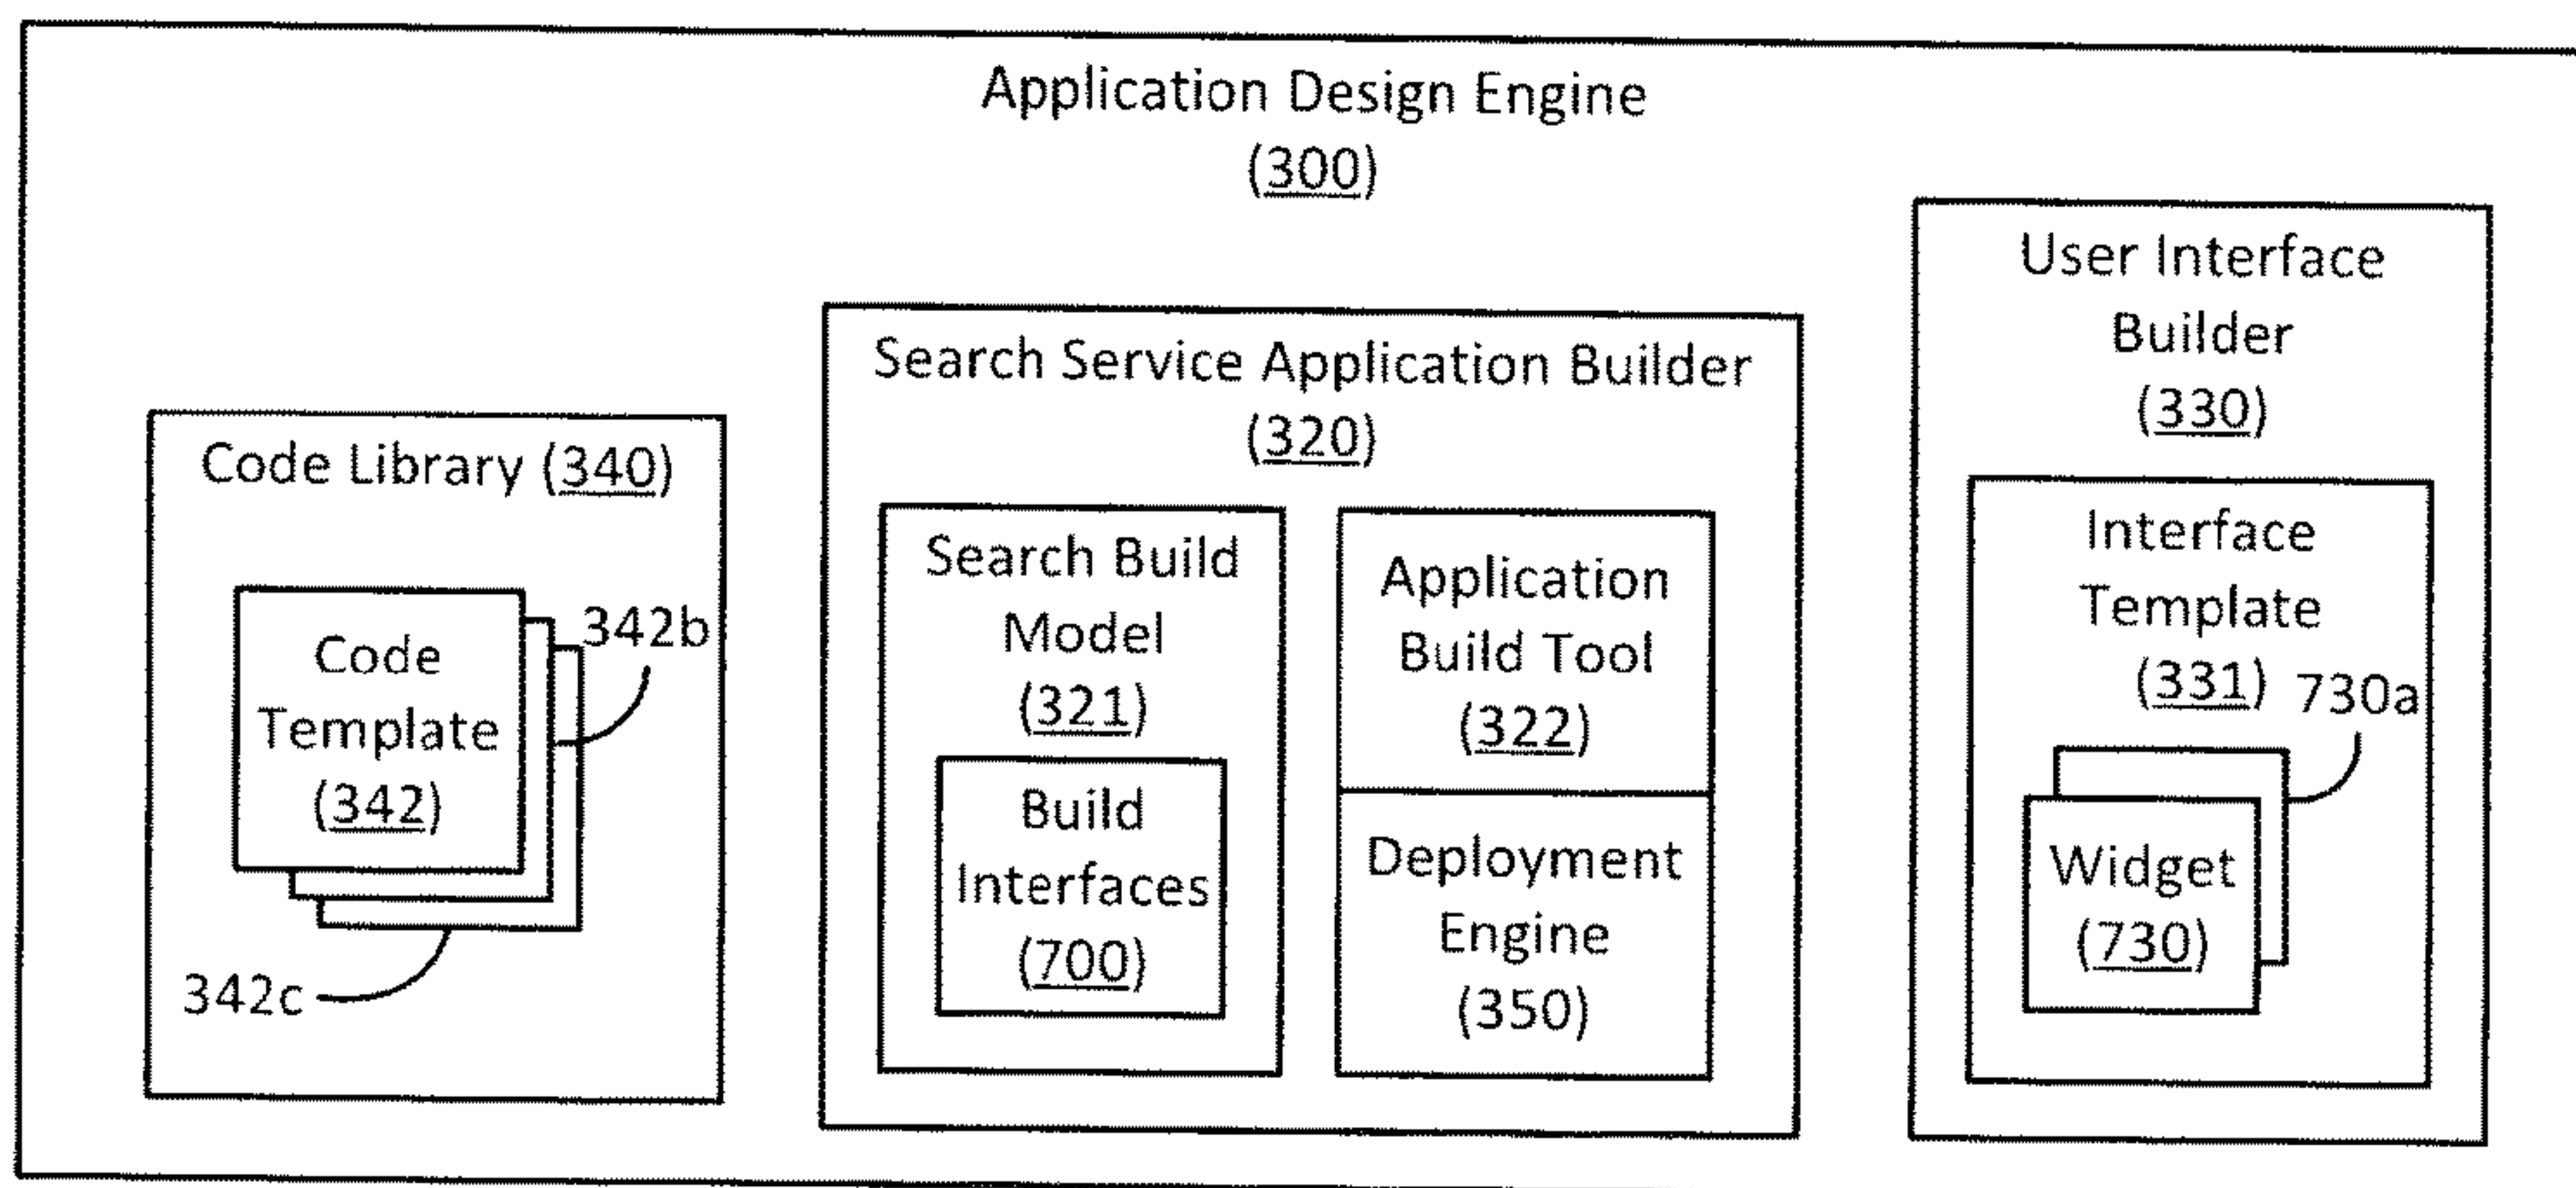 Application Design Engine
(300)
Code Library (340)
Code
Template
(342)
342b
342c
Search Service Application Builder
(320)
Search Build
Model
(321)
Build
Interfaces
(700)
Application
Build Tool
(322)
Deployment
Engine
(350)
User Interface
Builder
(330)
Interface
Template
(331)
730a
Widget
(730)